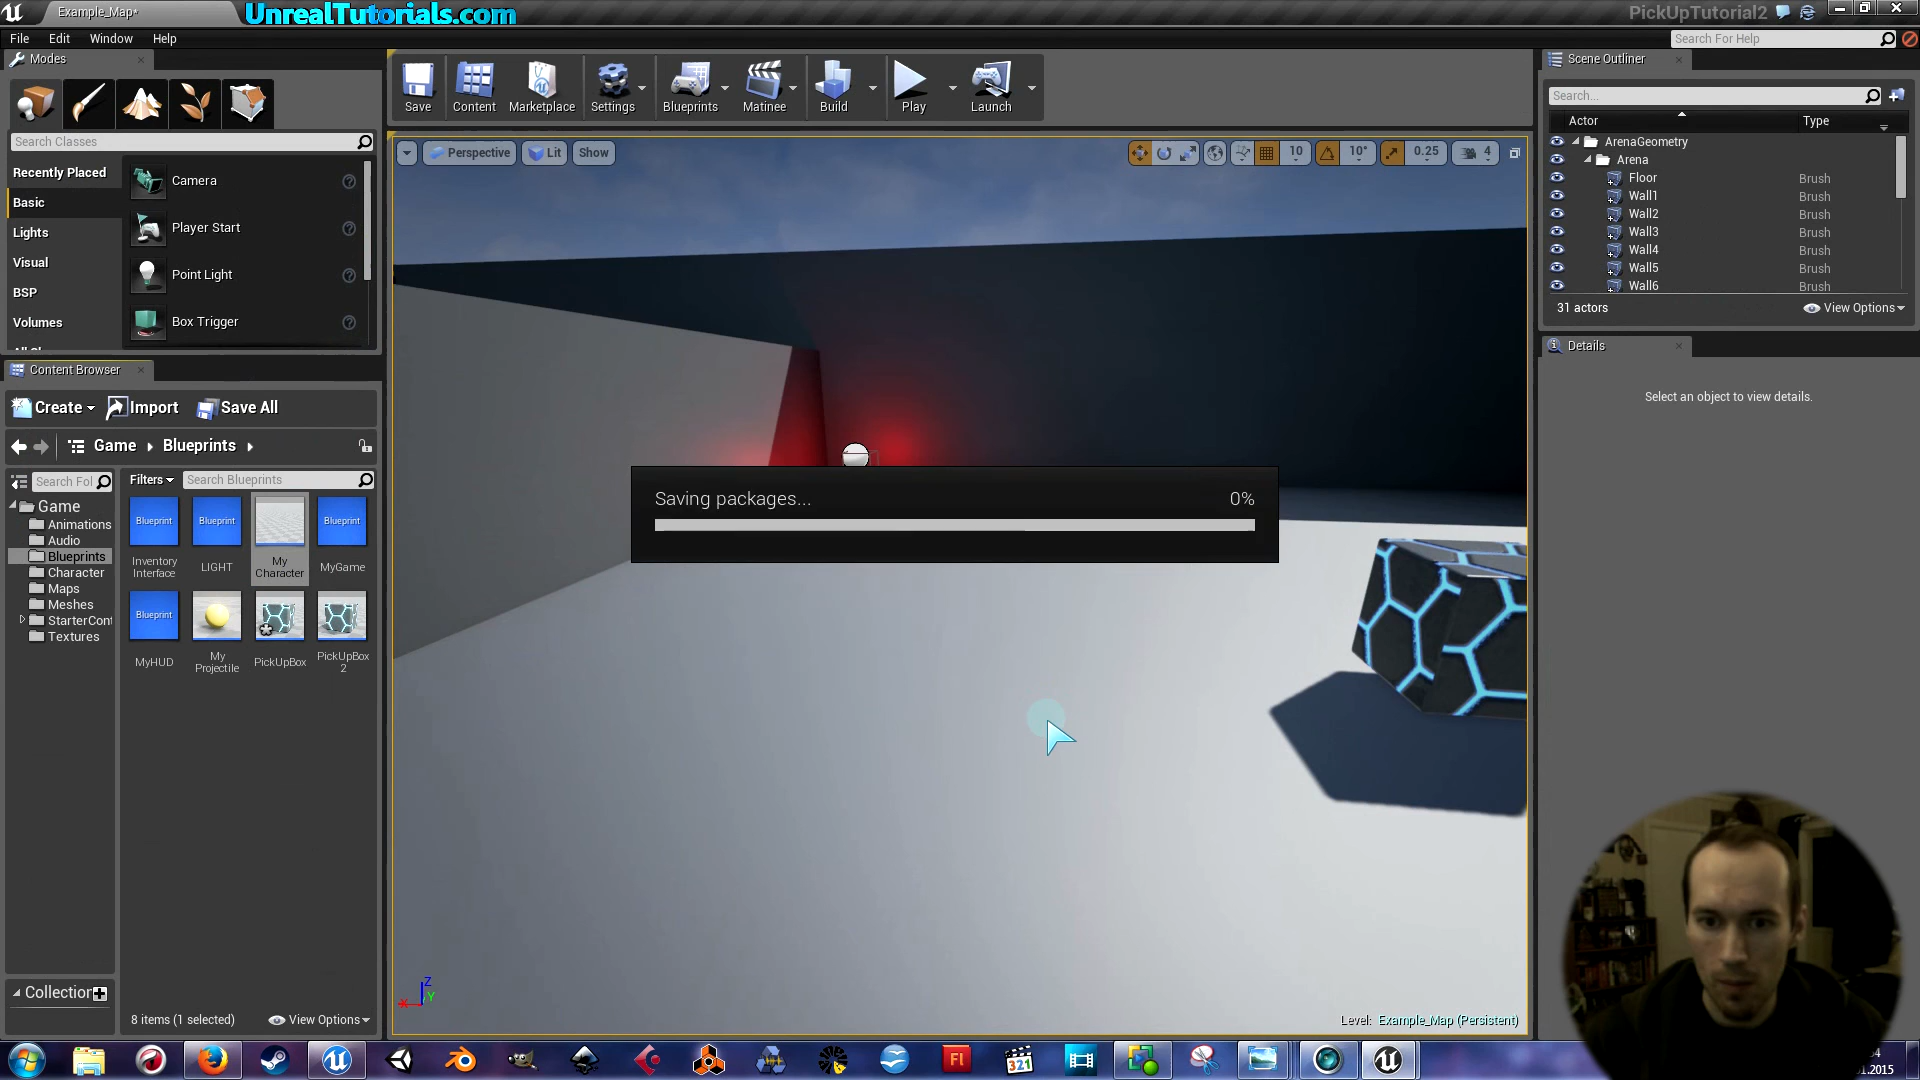 Example_Map*
UnrealTutorials.com
PickUpTutorial2
File Edit Window Help
Search For Help
Modes
Search Classes
Recently Placed
Basic
Lights
Visual
BSP
Volumes
Camera
Player Start
Point Light
Box Trigger
Save
Content
Marketplace
Settings
Blueprints
Matinee
Build
Play
Launch
Perspective
Lit
Show
10
10°
0.25
4
Saving packages...
0%
Level: Example_Map (Persistent)
Scene Outliner
Search...
Actor
Type
ArenaGeometry
Arena
Floor Brush
Wall1 Brush
Wall2 Brush
Wall3 Brush
Wall4 Brush
Wall5 Brush
Wall6 Brush
31 actors
View Options
Details
Select an object to view details.
Content Browser
Create
Import
Save All
Game
Blueprints
Search Fol
Game
Animations
Audio
Blueprints
Character
Maps
Meshes
StarterCont
Textures
Collection
Filters
Search Blueprints
Blueprint
Blueprint
Blueprint
Inventory
Interface
LIGHT
My
Character
MyGame
Blueprint
MyHUD
My
Projectile
PickUpBox
PickUpBox
2
8 items (1 selected)
View Options
Fl
321